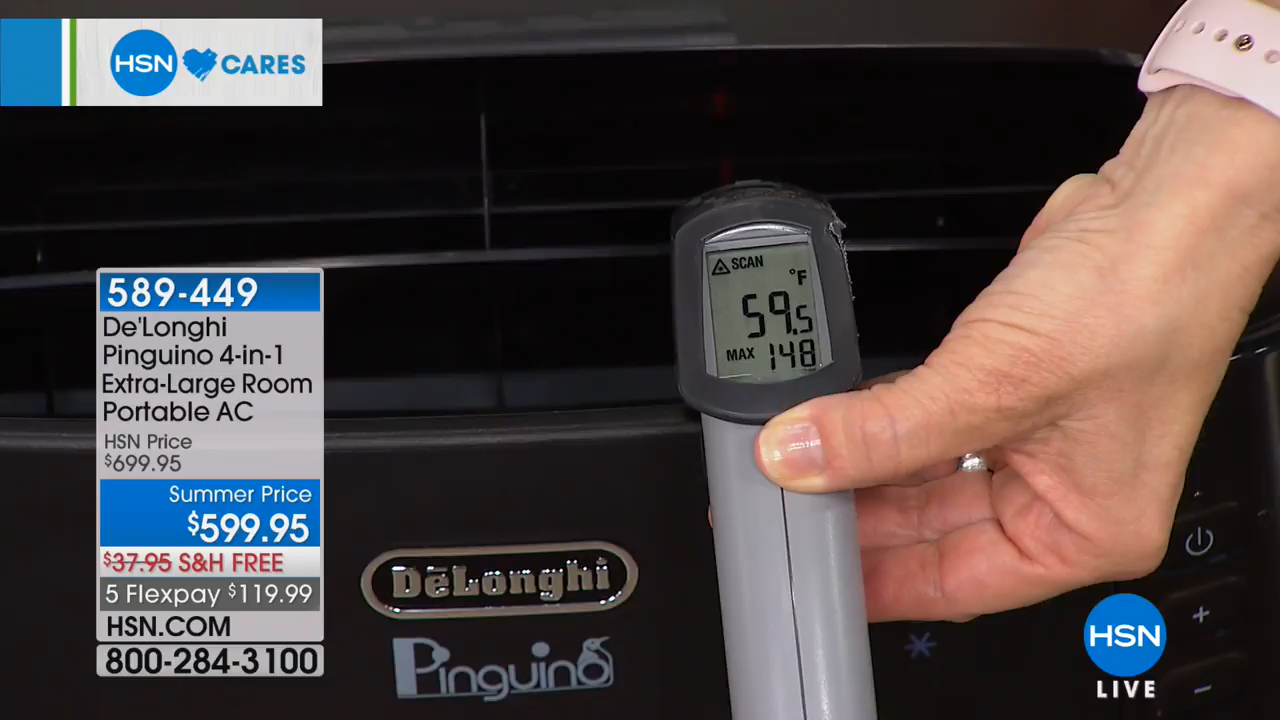 HSN CARES
589-449
De'Longhi
Pinguino 4-in-1
Extra-Large Room
Portable AC
HSN Price
$699.95
Summer Price
$599.95
$37.95 S&H FREE
5 Flexpay $119.99
HSN.COM
800-284-3100
SCAN
°F
59.5
MAX 148
DēLonghi
Pinguino
HSN
LIVE